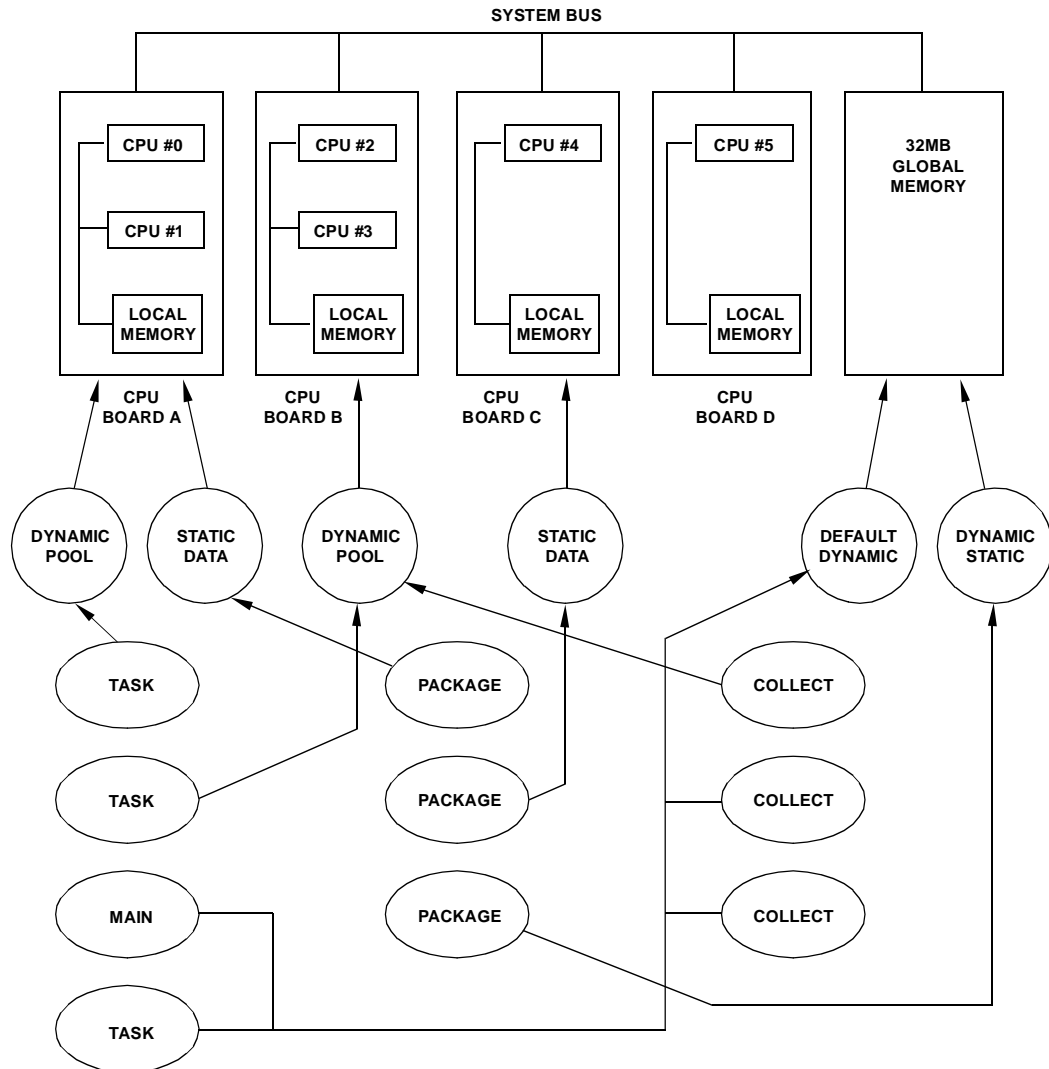 SYSTEM BUS
CPU #0
CPU #2
CPU #4
CPU #5
32MB
GLOBAL
MEMORY
CPU #1
CPU #3
LOCAL
MEMORY
LOCAL
MEMORY
LOCAL
MEMORY
LOCAL
MEMORY
CPU
BOARD A
CPU
BOARD B
CPU
BOARD C
CPU
BOARD D
DYNAMIC
POOL
STATIC
DATA
DYNAMIC
POOL
STATIC
DATA
DEFAULT
DYNAMIC
DYNAMIC
STATIC
TASK
PACKAGE
COLLECT
TASK
PACKAGE
COLLECT
MAIN
PACKAGE
COLLECT
TASK